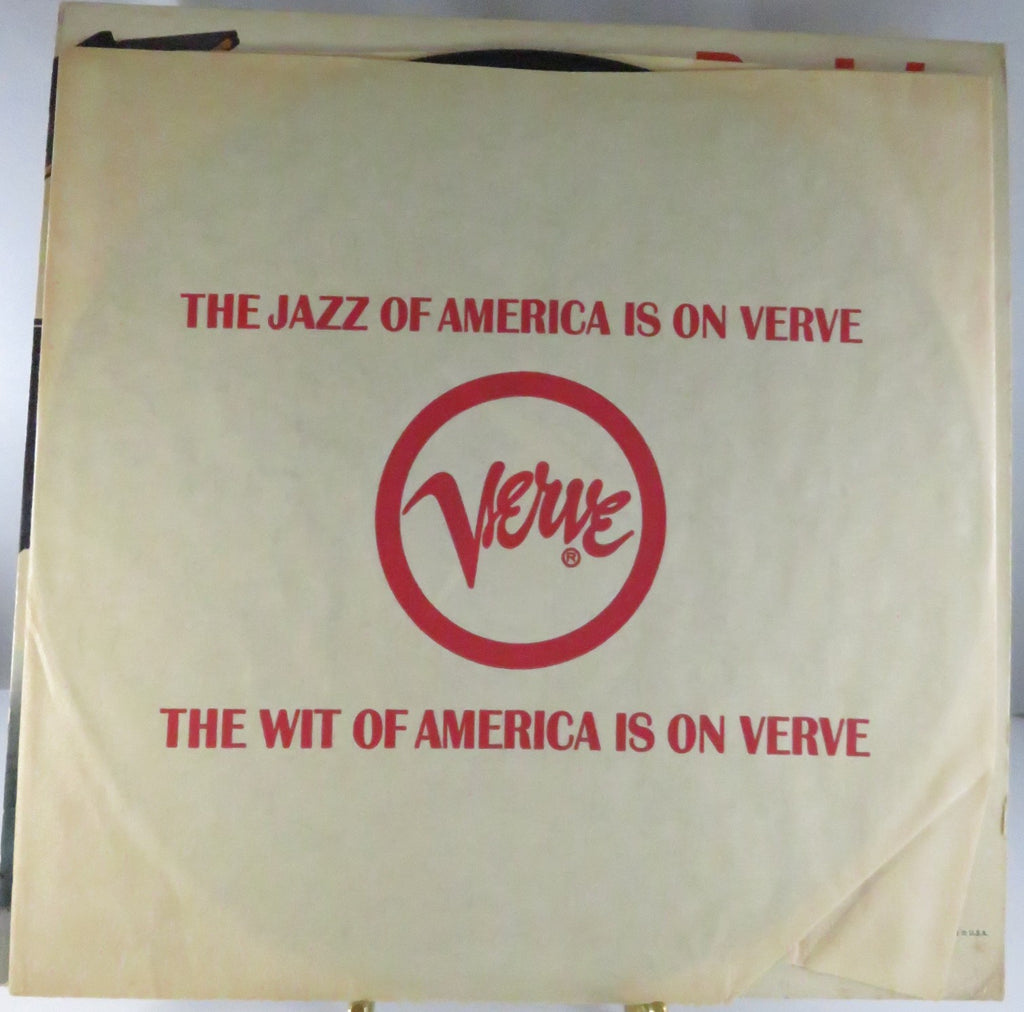 THE JAZZ OF AMERICA IS ON VERVE
Verve
®
THE WIT OF AMERICA IS ON VERVE
U.S.A.